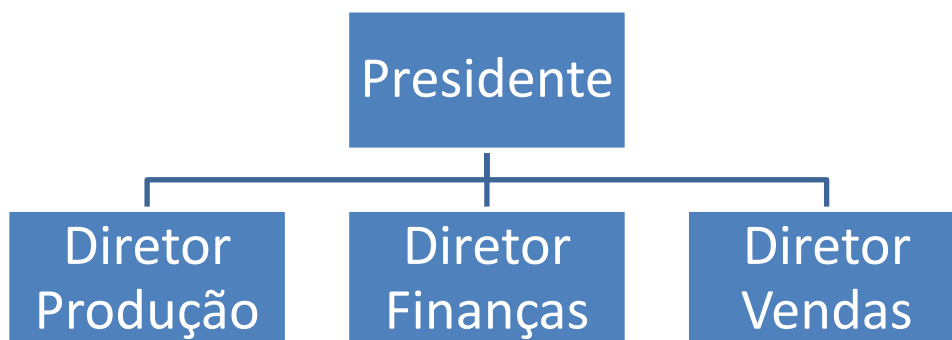 Presidente
Diretor
Produção
Diretor
Finanças
Diretor
Vendas